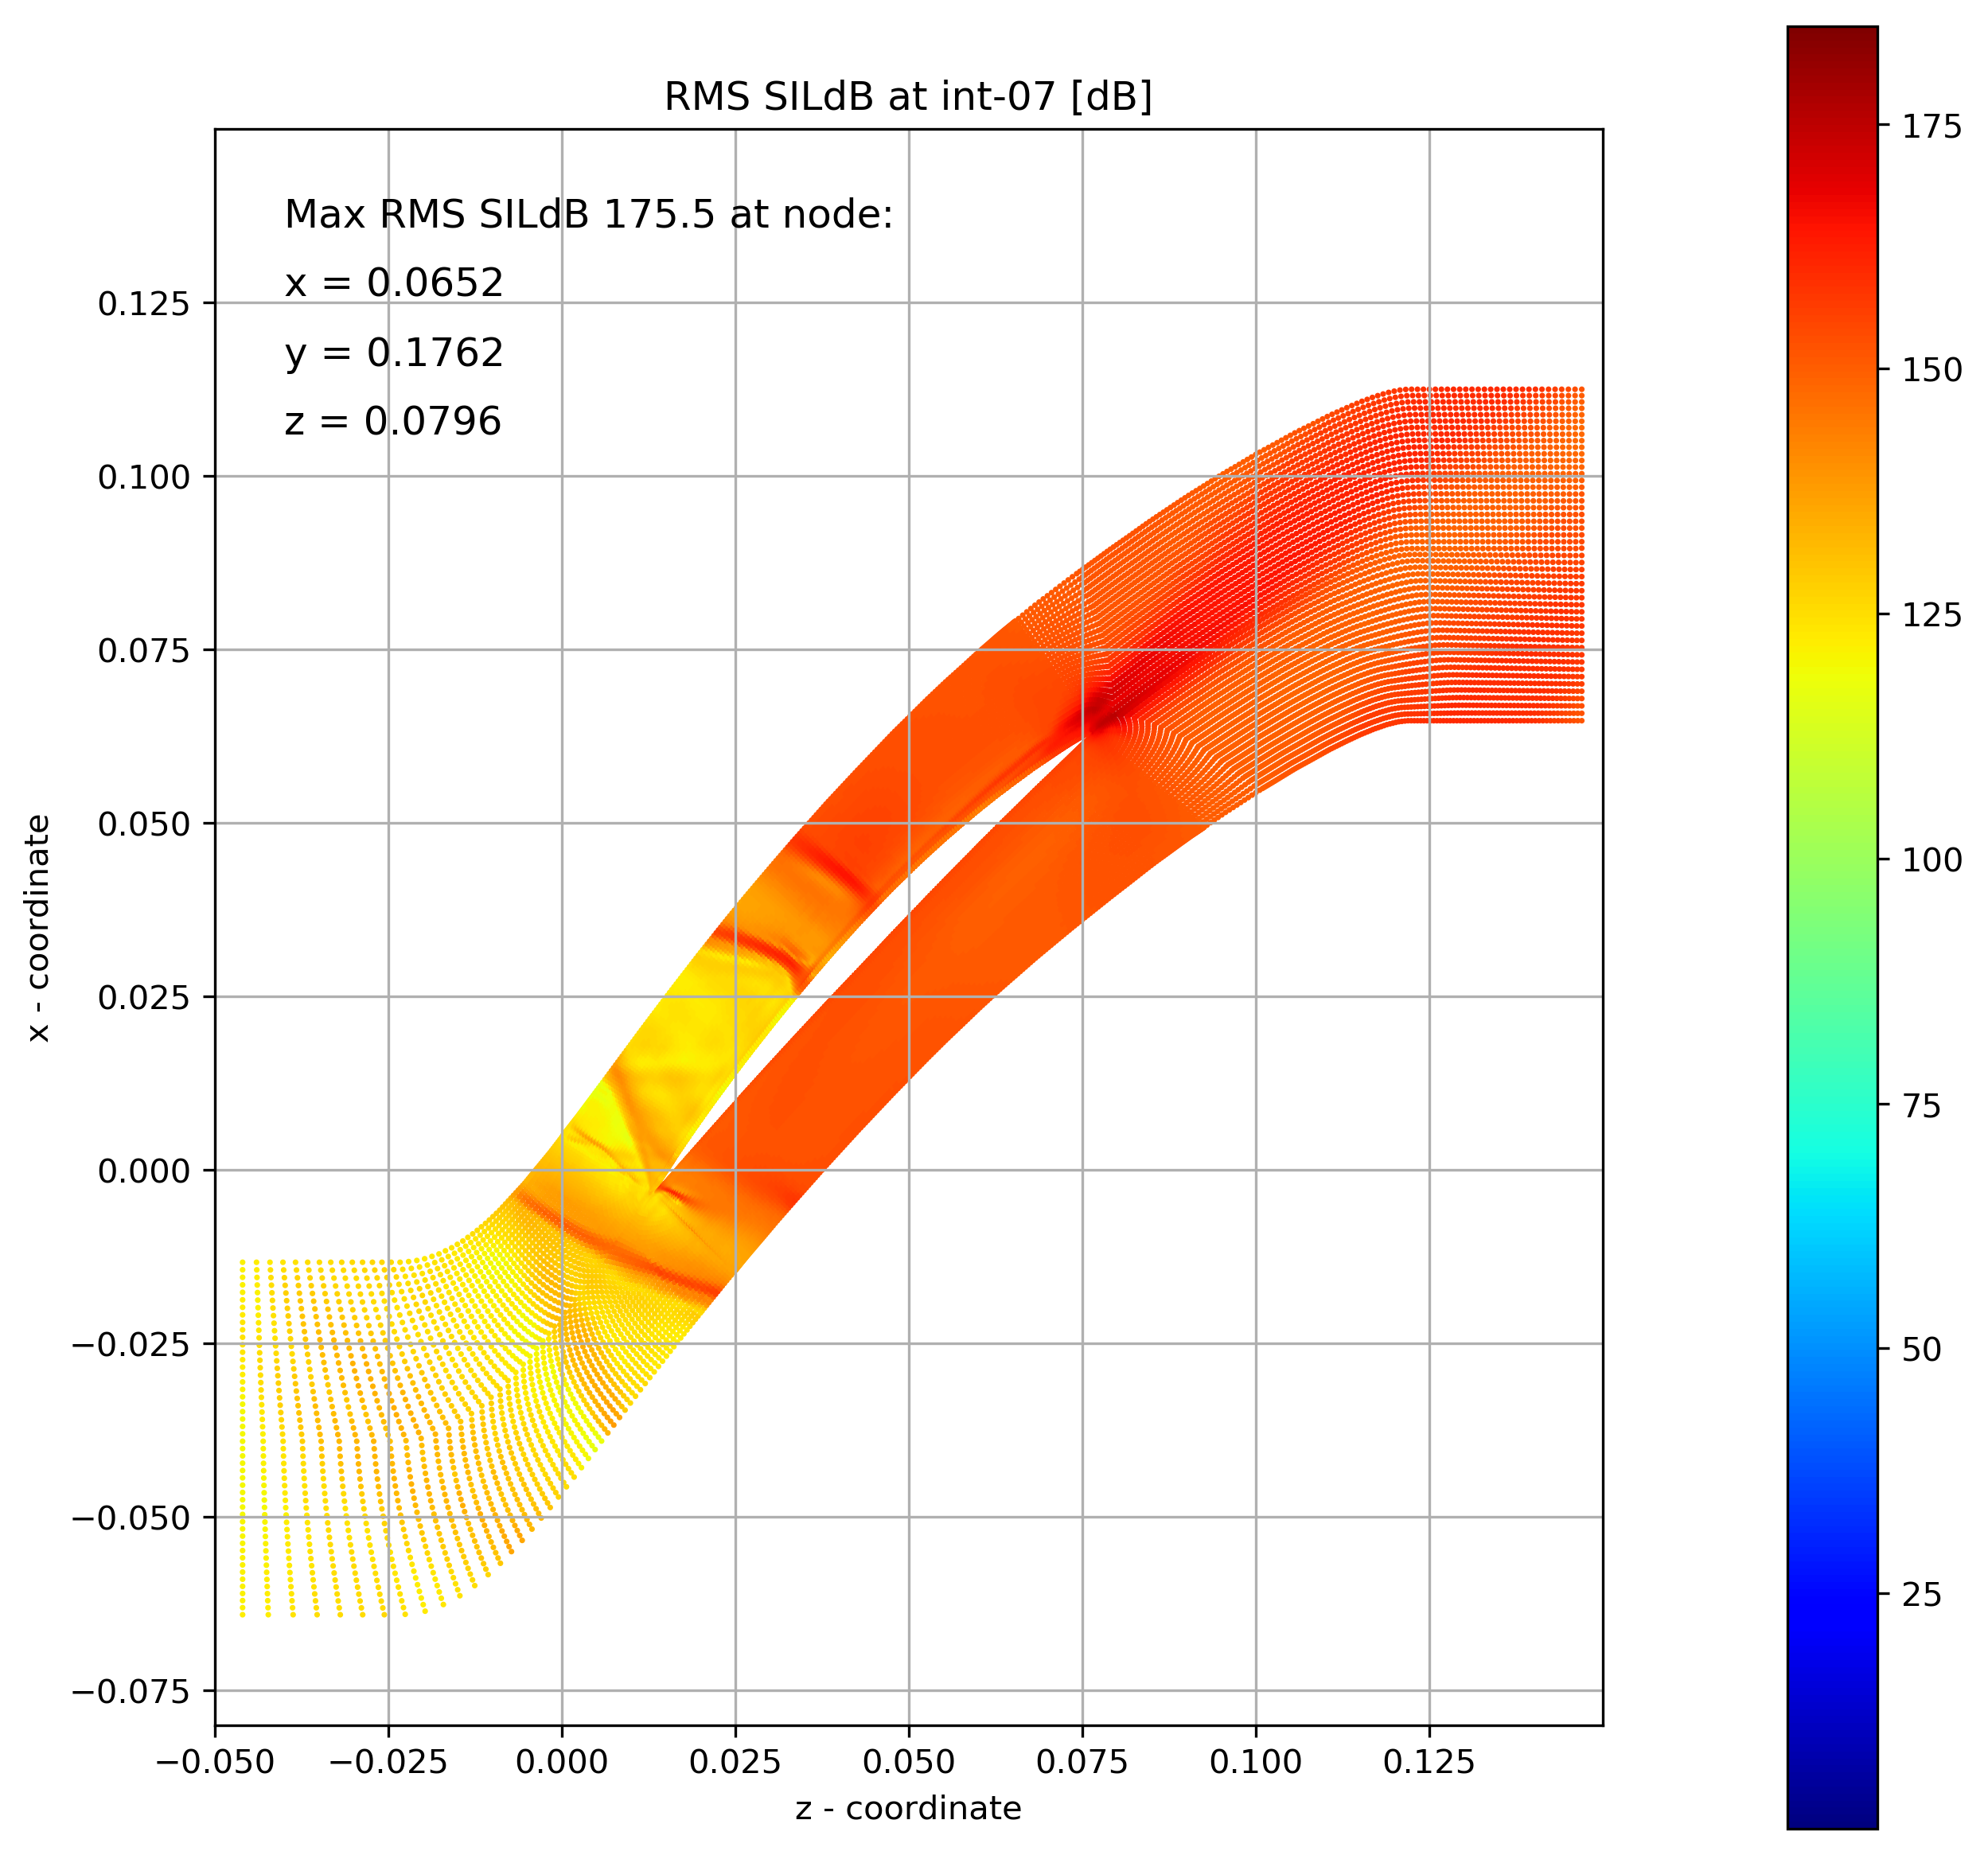 RMS SILdB at int-07 [dB]
Max RMS SILdB 175.5 at node:
x = 0.0652
y = 0.1762
z = 0.0796
x - coordinate
0.125
0.100
0.075
0.050
0.025
0.000
−0.025
−0.050
−0.075
−0.050 −0.025 0.000 0.025 0.050 0.075 0.100 0.125
z - coordinate
175
150
125
100
75
50
25